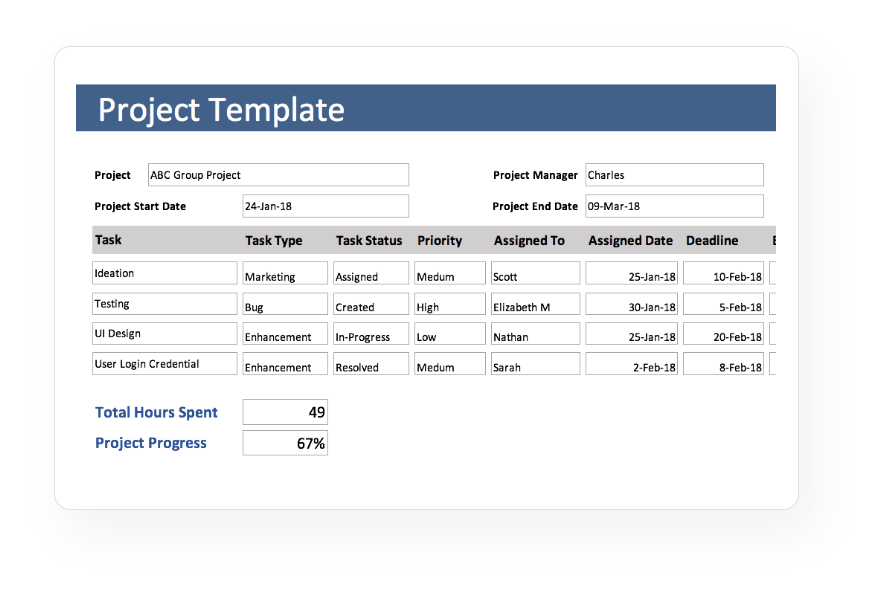 Project Template
Project ABC Group Project Project Manager Charles
Project Start Date 24-Jan-18 Project End Date 09-Mar-18
Task Task Type Task Status Priority Assigned To Assigned Date Deadline
Ideation Marketing Assigned Medum Scott 25-Jan-18 10-Feb-18
Testing Bug Created High Elizabeth M 30-Jan-18 5-Feb-18
UI Design Enhancement In-Progress Low Nathan 25-Jan-18 20-Feb-18
User Login Credential Enhancement Resolved Medum Sarah 2-Feb-18 8-Feb-18
Total Hours Spent 49
Project Progress 67%